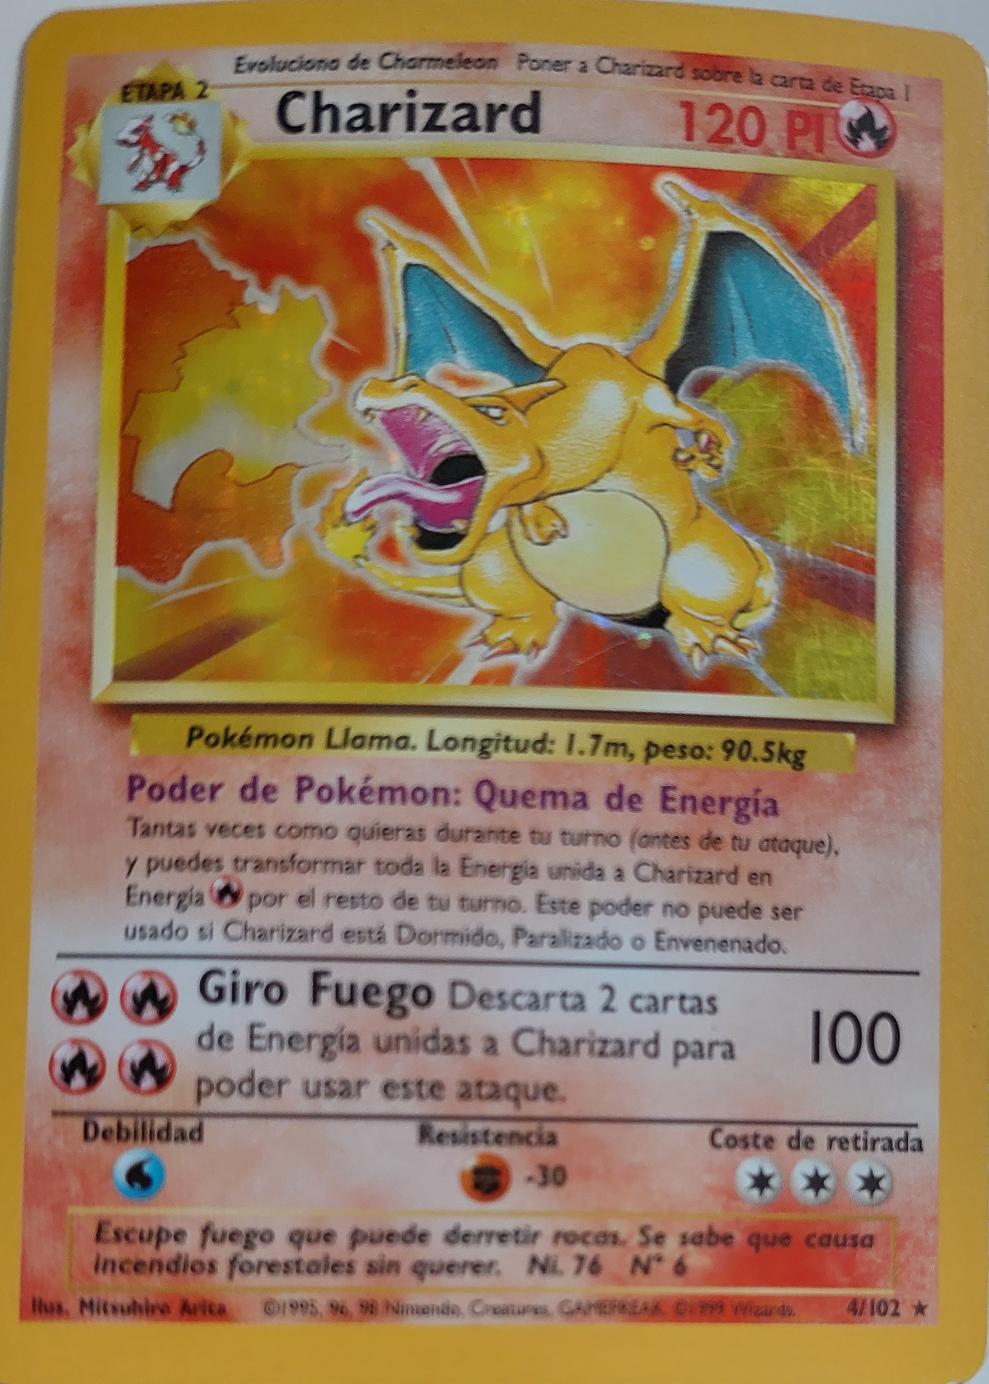 Evoluciona de Charmeleon Poner a Charizard sobre la carta de Etapa 1
ETAPA 2
Charizard
120 PI
Pokémon Llama. Longitud: 1.7m, peso: 90.5kg
Poder de Pokémon: Quema de Energía
Tantas veces como quieras durante tu turno (antes de tu ataque),
y puedes transformar toda la Energía unida a Charizard en
Energía por el resto de tu turno. Este poder no puede ser
usado si Charizard está Dormido, Paralizado o Envenenado.
Giro Fuego Descarta 2 cartas
de Energía unidas a Charizard para
poder usar este ataque.
100
Debilidad
Resistencia
-30
Coste de retirada
Escupe fuego que puede derretir rocas. Se sabe que causa
incendios forestales sin querer. Ni. 76 N° 6
Ilus. Mitsuhiro Arita ©1995, 96, 98 Nintendo, Creatures, GAMEFREAK. ©1999 Wizards. 4/102 ★